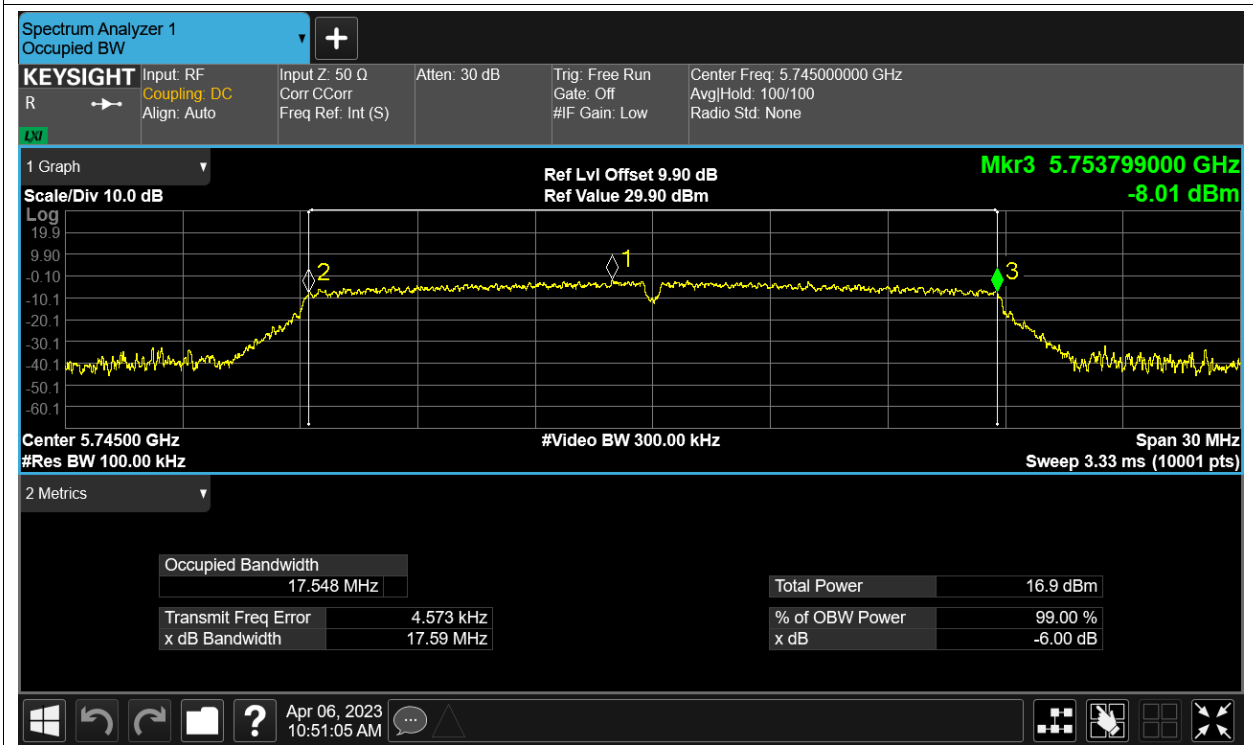 Spectrum Analyzer 1
Occupied BW
KEYSIGHT
R
LXI
Input: RF
Coupling: DC
Align: Auto
Input Z: 50 Ω
Corr CCorr
Freq Ref: Int (S)
Atten: 30 dB
Trig: Free Run
Gate: Off
#IF Gain: Low
Center Freq: 5.745000000 GHz
Avg|Hold: 100/100
Radio Std: None
1 Graph
Scale/Div 10.0 dB
Ref Lvl Offset 9.90 dB
Ref Value 29.90 dBm
Mkr3 5.753799000 GHz
-8.01 dBm
Log
19.9
9.90
-0.10
-10.1
-20.1
-30.1
-40.1
-50.1
-60.1
2
1
3
Center 5.74500 GHz
#Res BW 100.00 kHz
#Video BW 300.00 kHz
Span 30 MHz
Sweep 3.33 ms (10001 pts)
2 Metrics
Occupied Bandwidth
17.548 MHz
Transmit Freq Error 4.573 kHz
x dB Bandwidth 17.59 MHz
Total Power 16.9 dBm
% of OBW Power 99.00 %
x dB -6.00 dB
?
Apr 06, 2023
10:51:05 AM